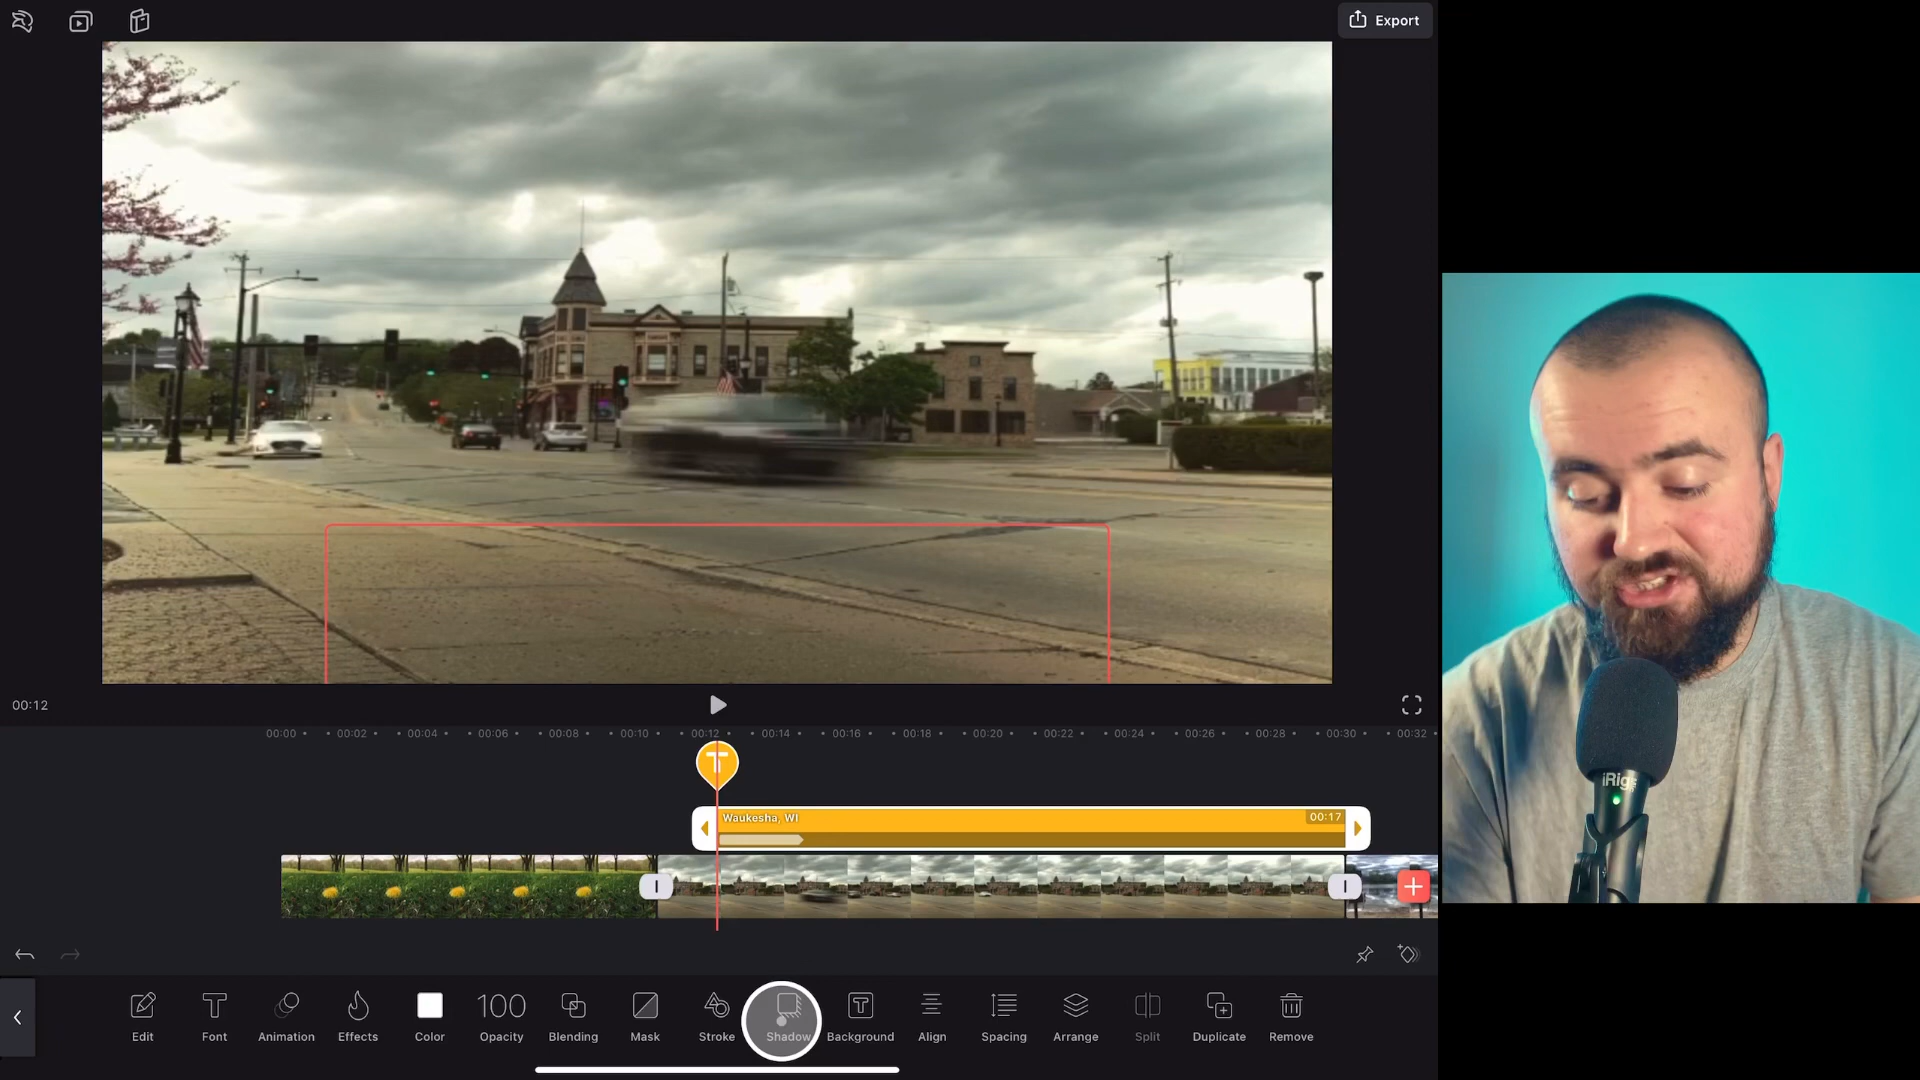 Export
00:12
00:00 00:02 00:04 00:06 00:08 00:10 00:12 00:14 00:16 00:18 00:20 00:22 00:24 00:26 00:28 00:30 00:32
T
Waukesha, WI 00:17
100
Edit Font Animation Effects Color Opacity Blending Mask Stroke Shadow Background Align Spacing Arrange Split Duplicate Remove
iRig